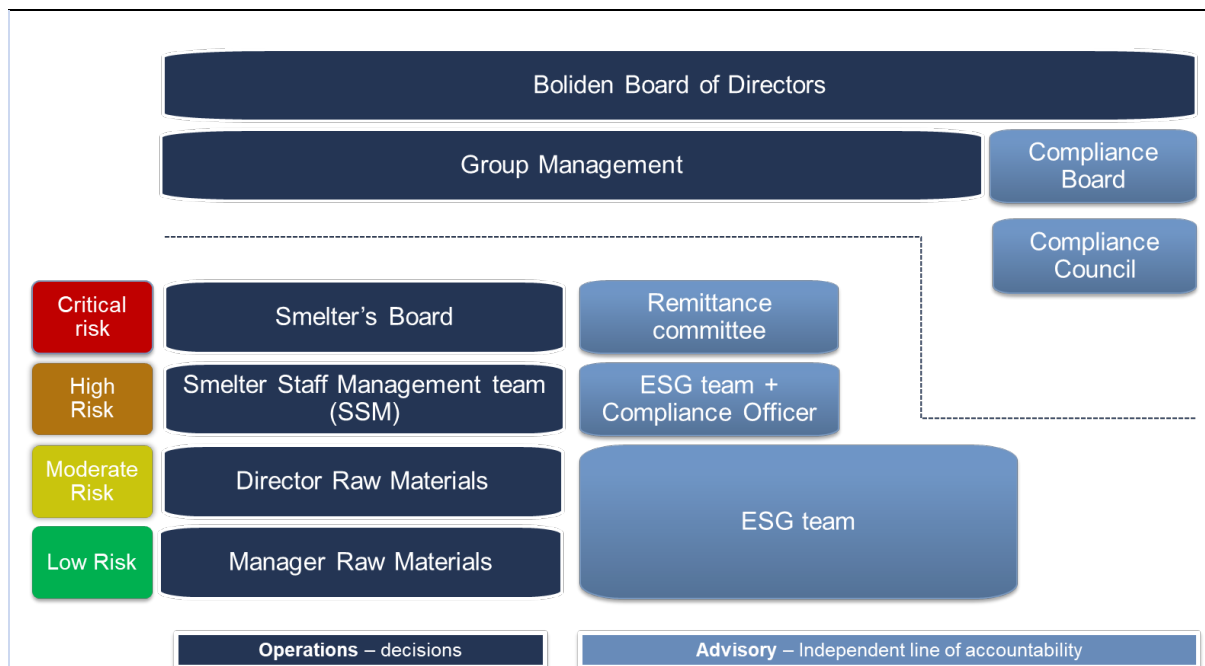 Boliden Board of Directors
Group Management
Compliance
Board
Compliance
Council
Critical
risk
Smelter’s Board
Remittance
committee
High
Risk
Smelter Staff Management team
(SSM)
ESG team +
Compliance Officer
Moderate
Risk
Director Raw Materials
ESG team
Low Risk
Manager Raw Materials
Operations – decisions
Advisory – Independent line of accountability